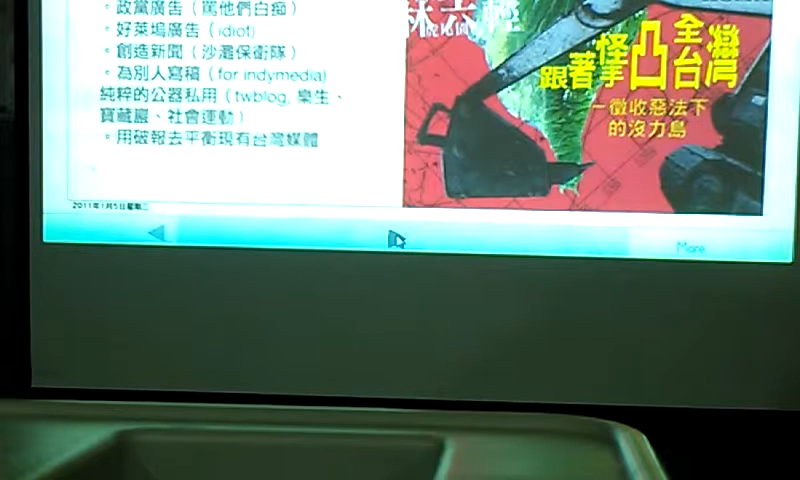 。政黨廣告（罵他們白痴）
。好萊塢廣告（idiot）
。創造新聞（沙灘保衛隊）
。為別人寫稿（for indymedia）
純粹的公器私用（twblog, 樂生、
寶藏巖、社會運動）
。用破報去平衡現有台灣媒體
2011年1月5日星期三
跟著怪手凸全台灣
一徵收惡法下
的沒力島
More